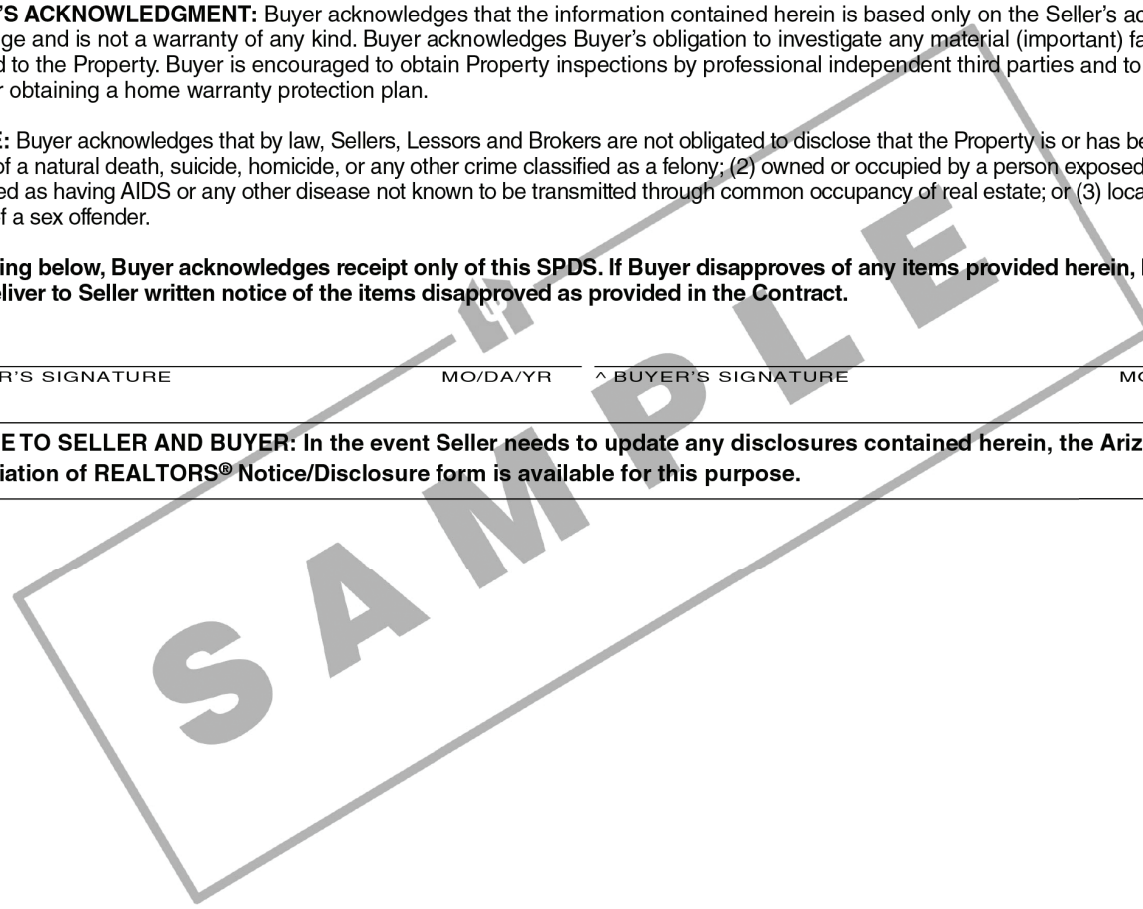 'S ACKNOWLEDGMENT: Buyer acknowledges that the information contained herein is based only on the Seller's ac
ge and is not a warranty of any kind. Buyer acknowledges Buyer's obligation to investigate any material (important) fa
d to the Property. Buyer is encouraged to obtain Property inspections by professional independent third parties and to
r obtaining a home warranty protection plan.
E: Buyer acknowledges that by law, Sellers, Lessors and Brokers are not obligated to disclose that the Property is or has be
of a natural death, suicide, homicide, or any other crime classified as a felony; (2) owned or occupied by a person exposed
ed as having AIDS or any other disease not known to be transmitted through common occupancy of real estate; or (3) loca
f a sex offender.
ing below, Buyer acknowledges receipt only of this SPDS. If Buyer disapproves of any items provided herein,
eliver to Seller written notice of the items disapproved as provided in the Contract.
R'S SIGNATURE MO/DA/YR ^ BUYER'S SIGNATURE MO
E TO SELLER AND BUYER: In the event Seller needs to update any disclosures contained herein, the Ariz
iation of REALTORS® Notice/Disclosure form is available for this purpose.
SAMPLE